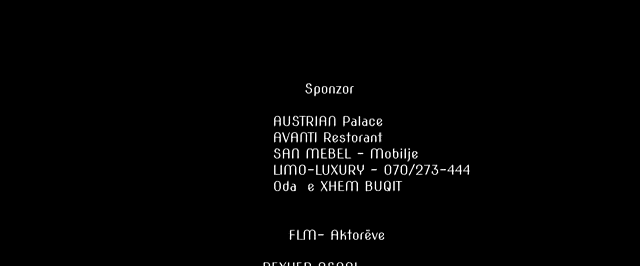 Sponzor
AUSTRIAN Palace
AVANTI Restorant
SAN MEBEL - Mobilje
LIMO-LUXURY - 070/273-444
Oda e XHEM BUQIT
FLM- Aktorëve